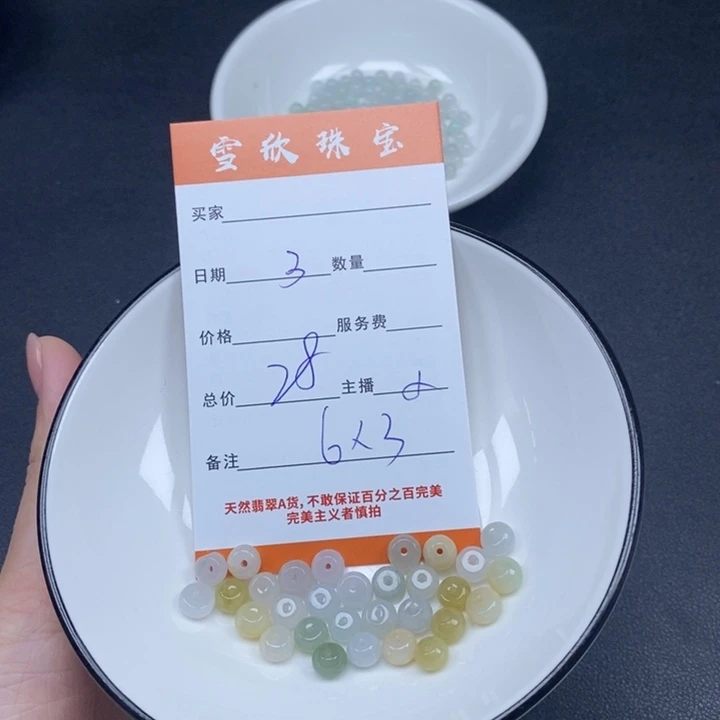 雪欣珠宝
买家
日期 3 数量
价格 服务费
总价 28 主播
备注 6×3
天然翡翠A货,不敢保证百分之百完美
完美主义者慎拍